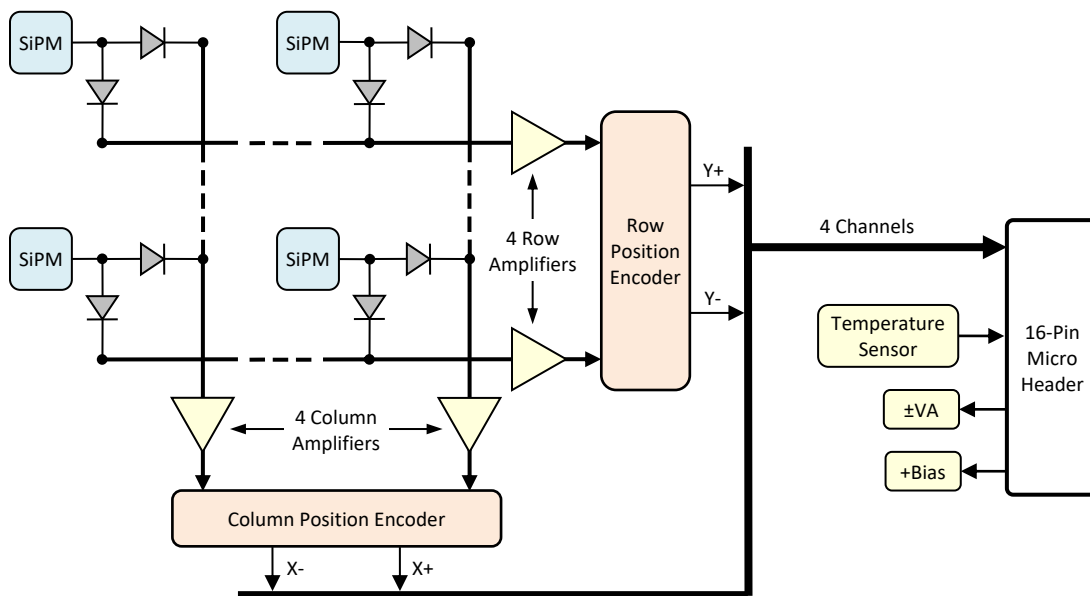 SiPM
SiPM
Y+
4 Row
Amplifiers
Row
Position
Encoder
4 Channels
SiPM
SiPM
Y-
Temperature
Sensor
16-Pin
Micro
Header
4 Column
Amplifiers
±VA
+Bias
Column Position Encoder
X-
X+